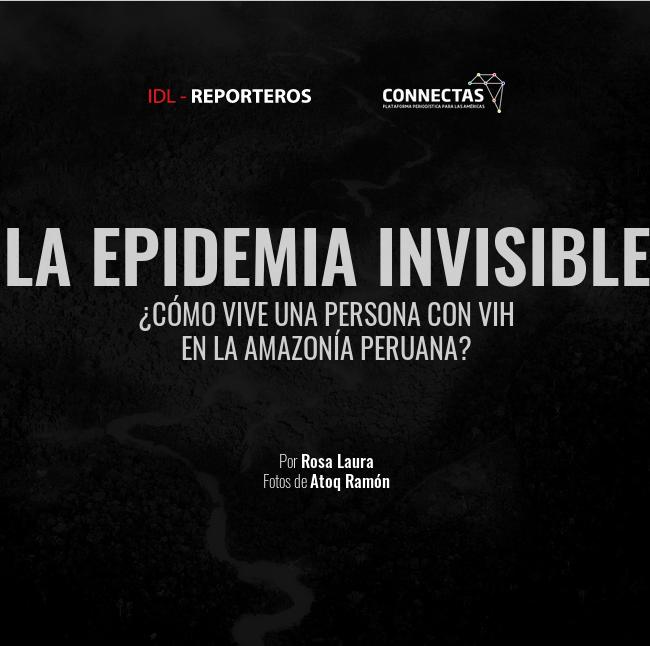 IDL - REPORTEROS
CONNECTAS
PLATAFORMA PERIODÍSTICA PARA LAS AMÉRICAS
LA EPIDEMIA INVISIBLE
¿CÓMO VIVE UNA PERSONA CON VIH
EN LA AMAZONÍA PERUANA?
Por Rosa Laura
Fotos de Atoq Ramón